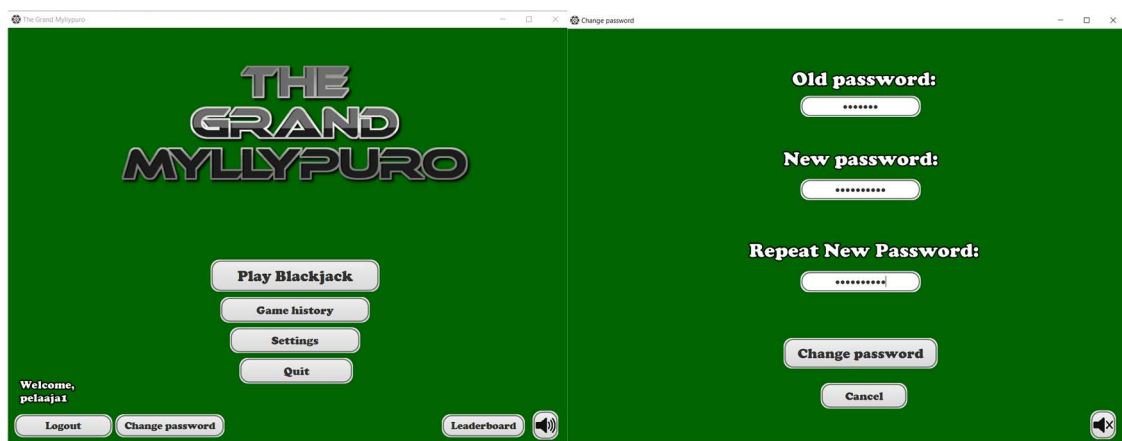 The Grand Myllypuro
THE
GRAND
MYLLYPURO
Play Blackjack
Game history
Settings
Quit
Welcome,
pelaaja1
Logout
Change password
Leaderboard
Change password
Old password:
•••••••
New password:
••••••••••
Repeat New Password:
••••••••••
Change password
Cancel